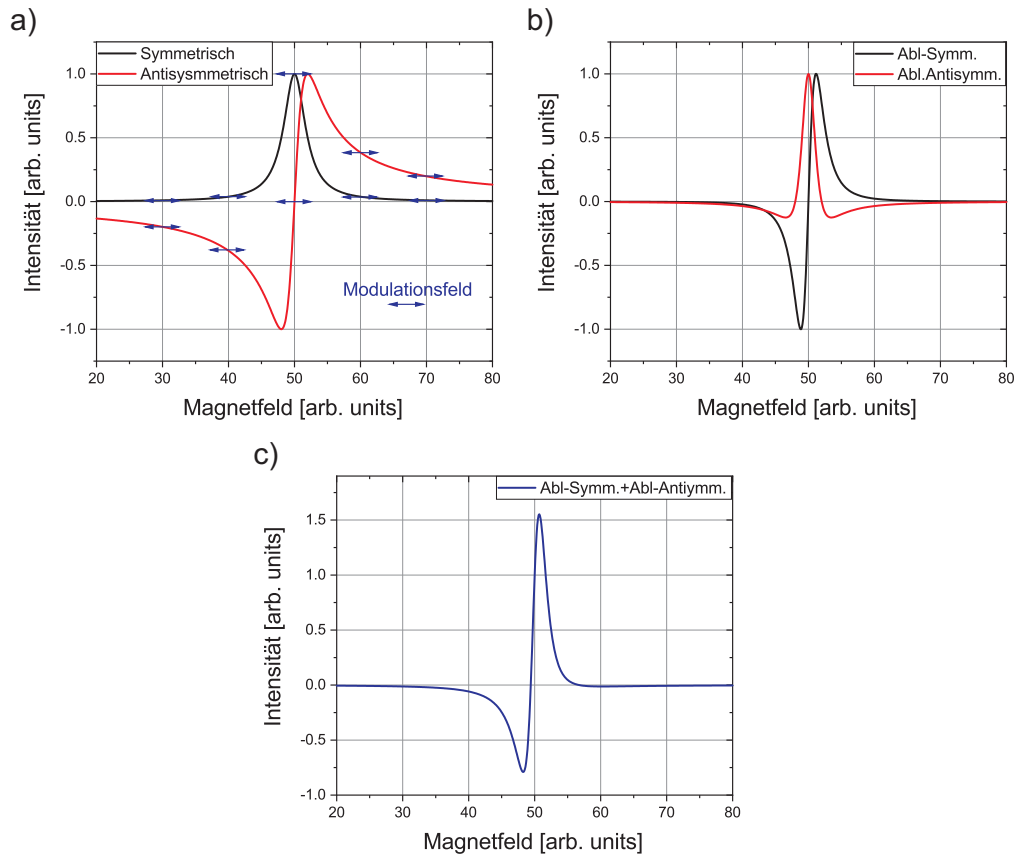 a)
Symmetrisch
Antisysmmetrisch
1.0
0.5
0.0
-0.5
-1.0
Intensität [arb. units]
Modulationsfeld
20 30 40 50 60 70 80
Magnetfeld [arb. units]
b)
Abl-Symm.
Abl.Antisymm.
1.0
0.5
0.0
-0.5
-1.0
Intensität [arb. units]
20 30 40 50 60 70 80
Magnetfeld [arb. units]
c)
Abl-Symm.+Abl-Antiymm.
1.5
1.0
0.5
0.0
-0.5
-1.0
Intensität [arb. units]
20 30 40 50 60 70 80
Magnetfeld [arb. units]